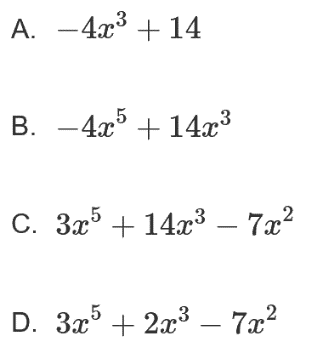 A. −4x³ + 14
B. −4x⁵ + 14x³
C. 3x⁵ + 14x³ − 7x²
D. 3x⁵ + 2x³ − 7x²